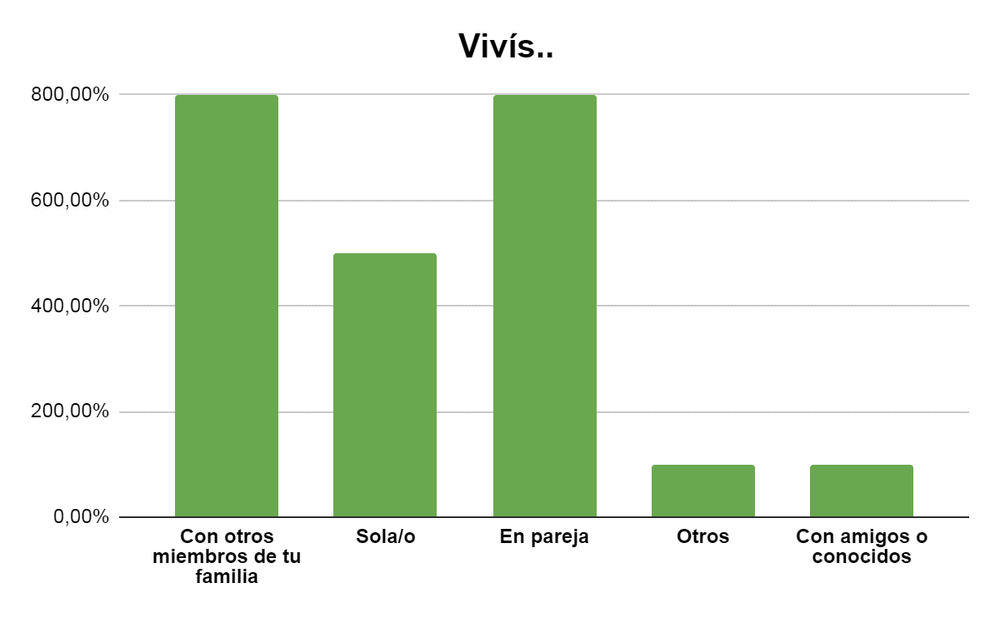 Vivís..
800,00%
600,00%
400,00%
200,00%
0,00%
Con otros
miembros de tu
familia
Sola/o
En pareja
Otros
Con amigos o
conocidos